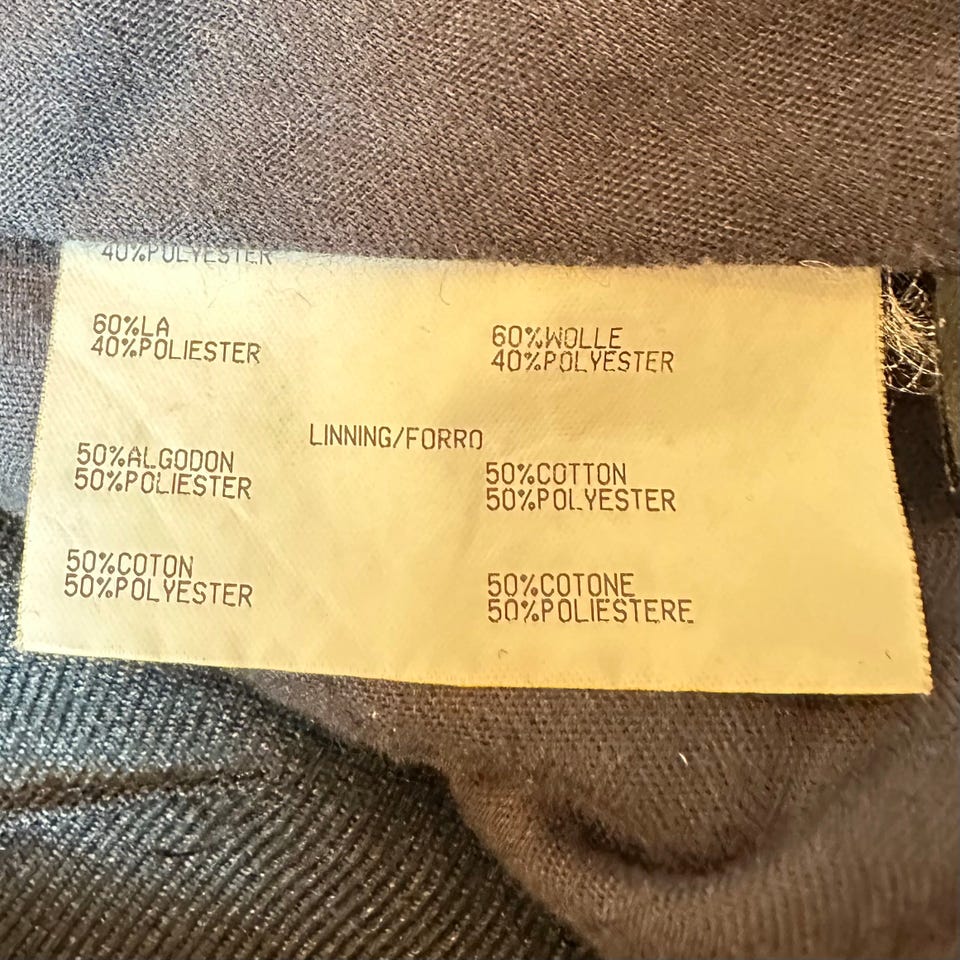 40%POLYESTER
60%LA
40%POLIESTER
60%WOLLE
40%POLYESTER
LINNING/FORRO
50%ALGODON
50%POLIESTER
50%COTTON
50%POLYESTER
50%COTON
50%POLYESTER
50%COTONE
50%POLIESTERE